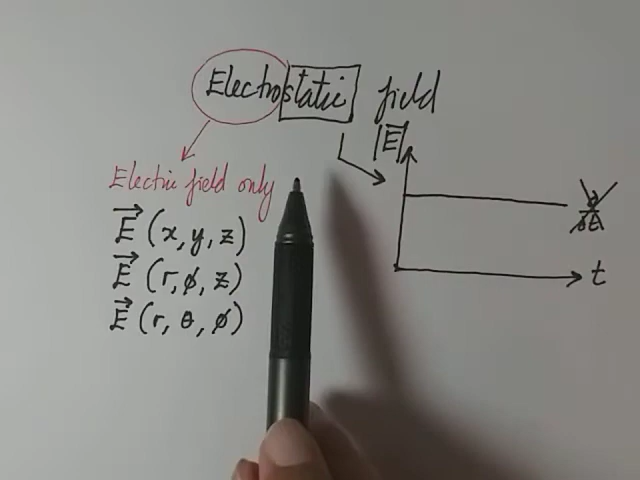 Electrostatic field
|E⃗|
Electric field only
E⃗ (x, y, z)
E⃗ (r, ϕ, z)
E⃗ (r, θ, ϕ)
t